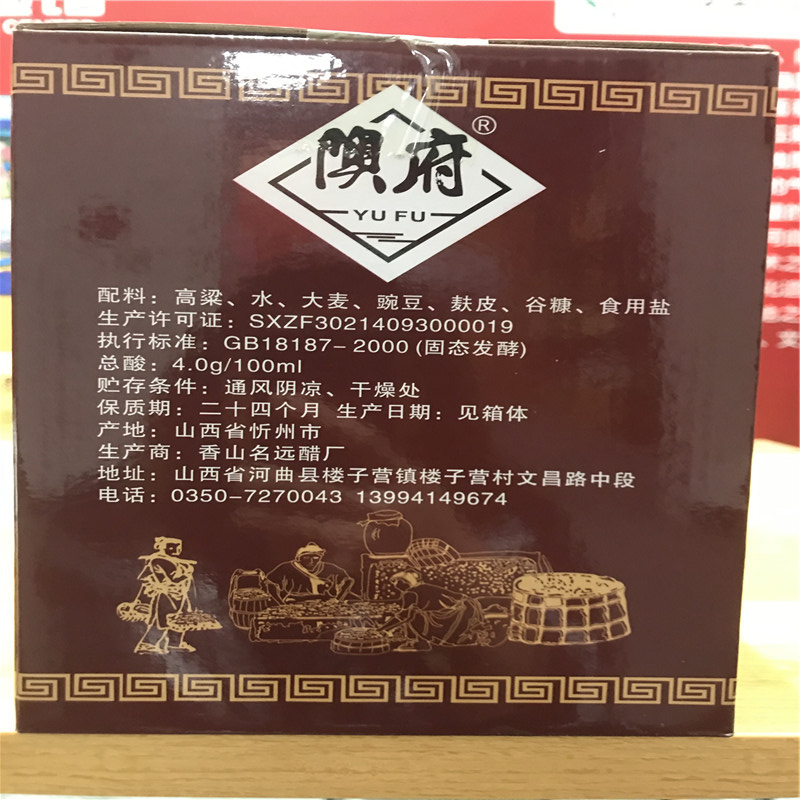 隩府®
YU FU
配料：高粱、水、大麦、豌豆、麸皮、谷糠、食用盐
生产许可证：SXZF30214093000019
执行标准：GB18187-2000 (固态发酵)
总酸：4.0g/100ml
贮存条件：通风阴凉、干燥处
保质期：二十四个月 生产日期：见箱体
产地：山西省忻州市
生产商：香山名远醋厂
地址：山西省河曲县楼子营镇楼子营村文昌路中段
电话：0350-7270043 13994149674